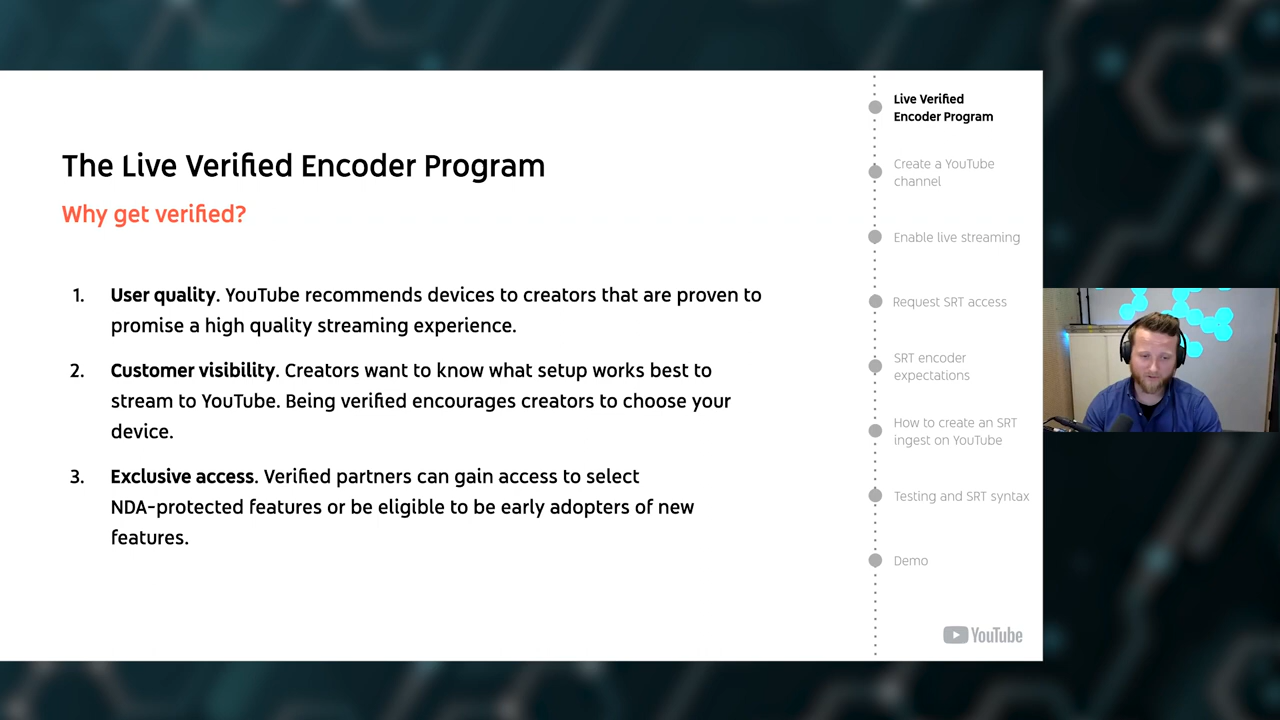 The Live Verified Encoder Program
Why get verified?
1. User quality. YouTube recommends devices to creators that are proven to
promise a high quality streaming experience.
2. Customer visibility. Creators want to know what setup works best to
stream to YouTube. Being verified encourages creators to choose your
device.
3. Exclusive access. Verified partners can gain access to select
NDA-protected features or be eligible to be early adopters of new
features.
Live Verified
Encoder Program
Create a YouTube
channel
Enable live streaming
Request SRT access
SRT encoder
expectations
How to create an SRT
ingest on YouTube
Testing and SRT syntax
Demo
YouTube